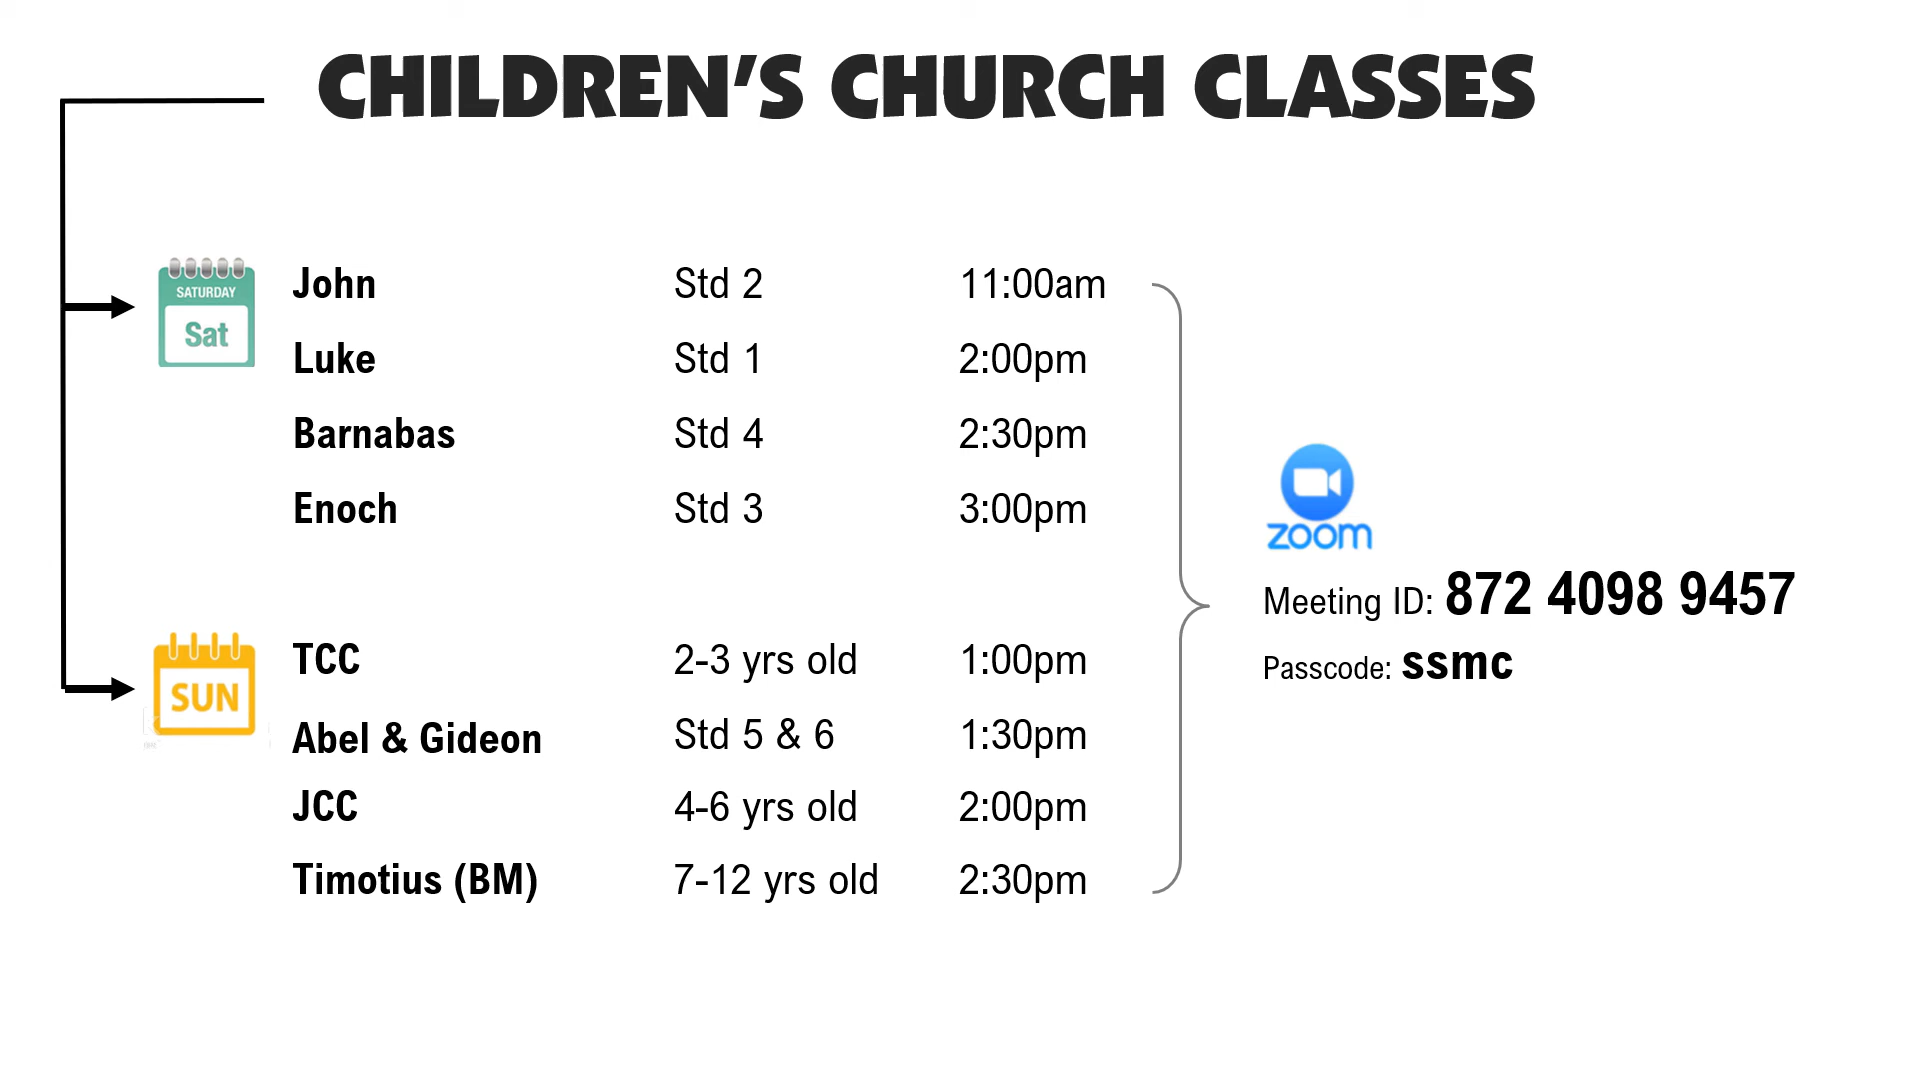 CHILDREN'S CHURCH CLASSES
SATURDAY
Sat
John Std 2 11:00am
Luke Std 1 2:00pm
Barnabas Std 4 2:30pm
Enoch Std 3 3:00pm
zoom
Meeting ID: 872 4098 9457
Passcode: ssmc
SUN
TCC 2-3 yrs old 1:00pm
Abel & Gideon Std 5 & 6 1:30pm
JCC 4-6 yrs old 2:00pm
Timotius (BM) 7-12 yrs old 2:30pm